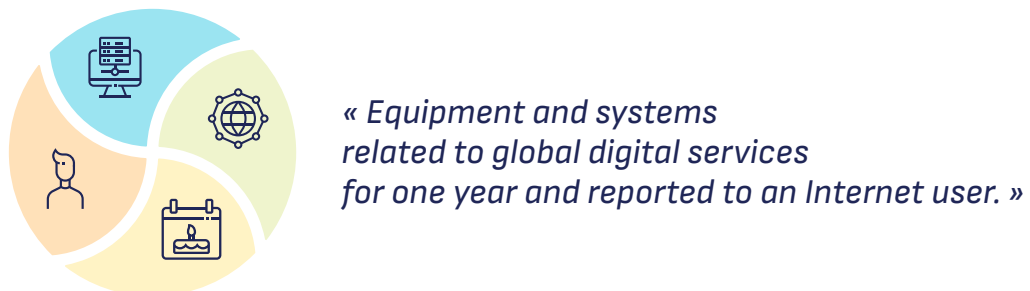 « Equipment and systems
related to global digital services
for one year and reported to an Internet user. »